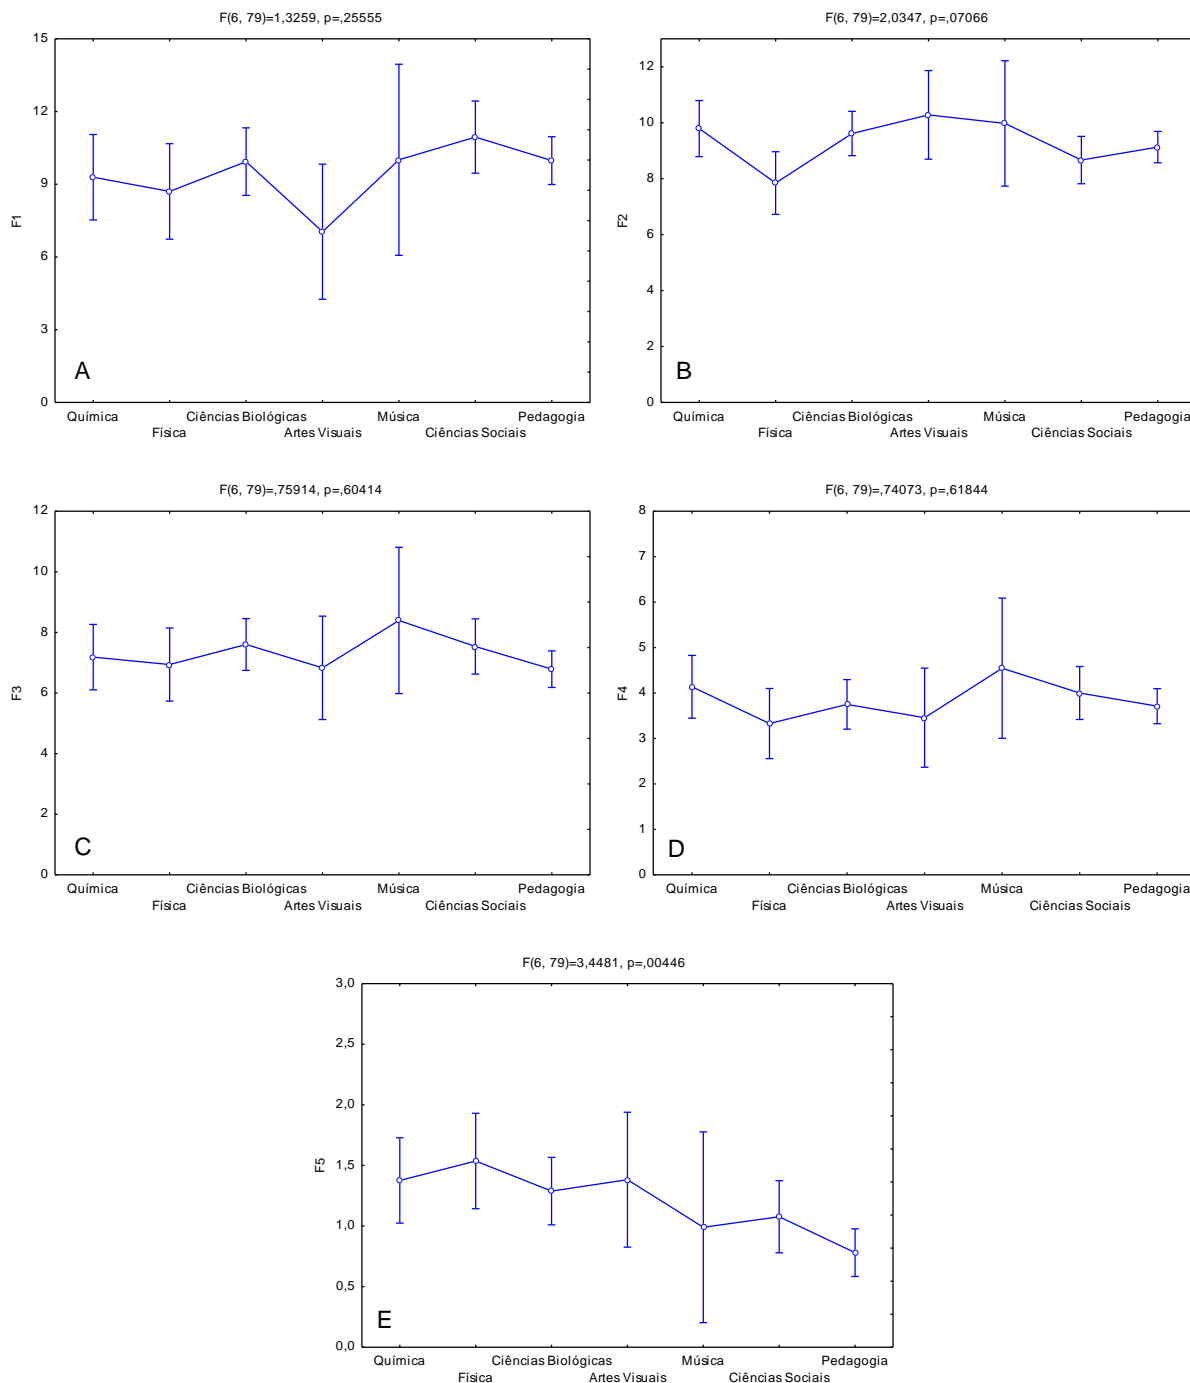 F(6, 79)=1,3259, p=,25555
15
12
9
6
3
0
F1
A
Química
Ciências Biológicas
Música
Pedagogia
Física
Artes Visuais
Ciências Sociais
F(6, 79)=2,0347, p=,07066
12
10
8
6
4
2
0
F2
B
Química
Ciências Biológicas
Música
Pedagogia
Física
Artes Visuais
Ciências Sociais
F(6, 79)=,75914, p=,60414
12
10
8
6
4
2
0
F3
C
Química
Ciências Biológicas
Música
Pedagogia
Física
Artes Visuais
Ciências Sociais
F(6, 79)=,74073, p=,61844
8
7
6
5
4
3
2
1
0
F4
D
Química
Ciências Biológicas
Música
Pedagogia
Física
Artes Visuais
Ciências Sociais
F(6, 79)=3,4481, p=,00446
3,0
2,5
2,0
1,5
1,0
0,5
0,0
F5
E
Química
Ciências Biológicas
Música
Pedagogia
Física
Artes Visuais
Ciências Sociais